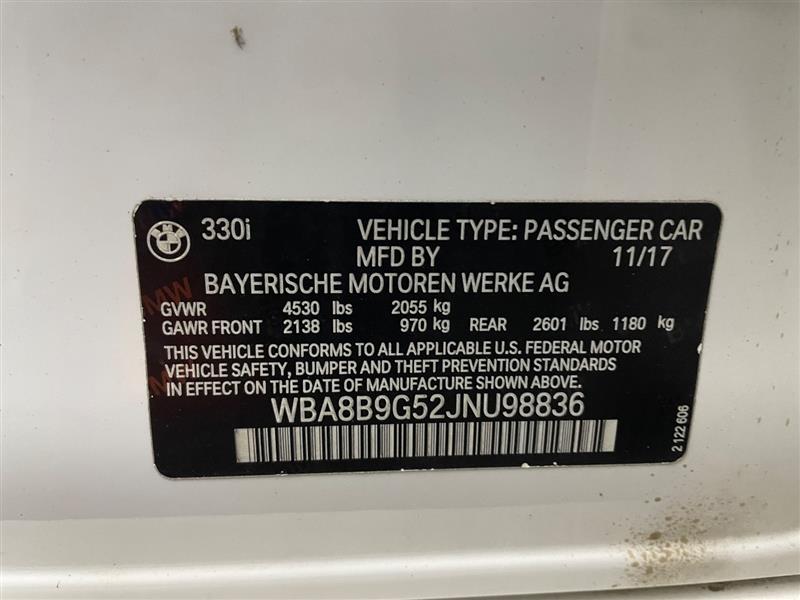 330i VEHICLE TYPE: PASSENGER CAR
MFD BY 11/17
BAYERISCHE MOTOREN WERKE AG
GVWR 4530 lbs 2055 kg
GAWR FRONT 2138 lbs 970 kg REAR 2601 lbs 1180 kg
THIS VEHICLE CONFORMS TO ALL APPLICABLE U.S. FEDERAL MOTOR
VEHICLE SAFETY, BUMPER AND THEFT PREVENTION STANDARDS
IN EFFECT ON THE DATE OF MANUFACTURE SHOWN ABOVE.
WBA8B9G52JNU98836
2 122 606